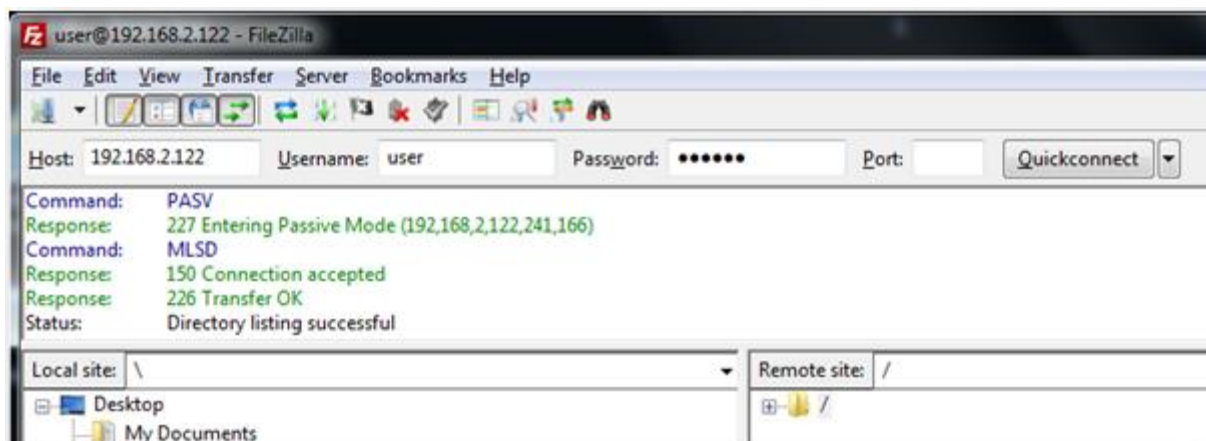 user@192.168.2.122 - FileZilla
File Edit View Transfer Server Bookmarks Help
Host: 192.168.2.122 Username: user Password: •••••• Port: Quickconnect
Command: PASV
Response: 227 Entering Passive Mode (192,168,2,122,241,166)
Command: MLSD
Response: 150 Connection accepted
Response: 226 Transfer OK
Status: Directory listing successful
Local site: \ Remote site: /
Desktop /
My Documents